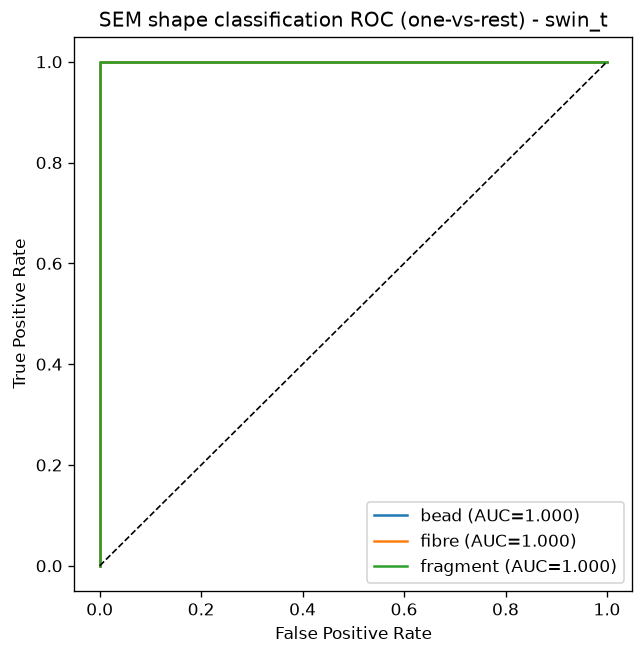 SEM shape classification ROC (one-vs-rest) - swin_t
True Positive Rate
1.0
0.8
0.6
0.4
0.2
0.0
bead (AUC=1.000)
fibre (AUC=1.000)
fragment (AUC=1.000)
0.0 0.2 0.4 0.6 0.8 1.0
False Positive Rate